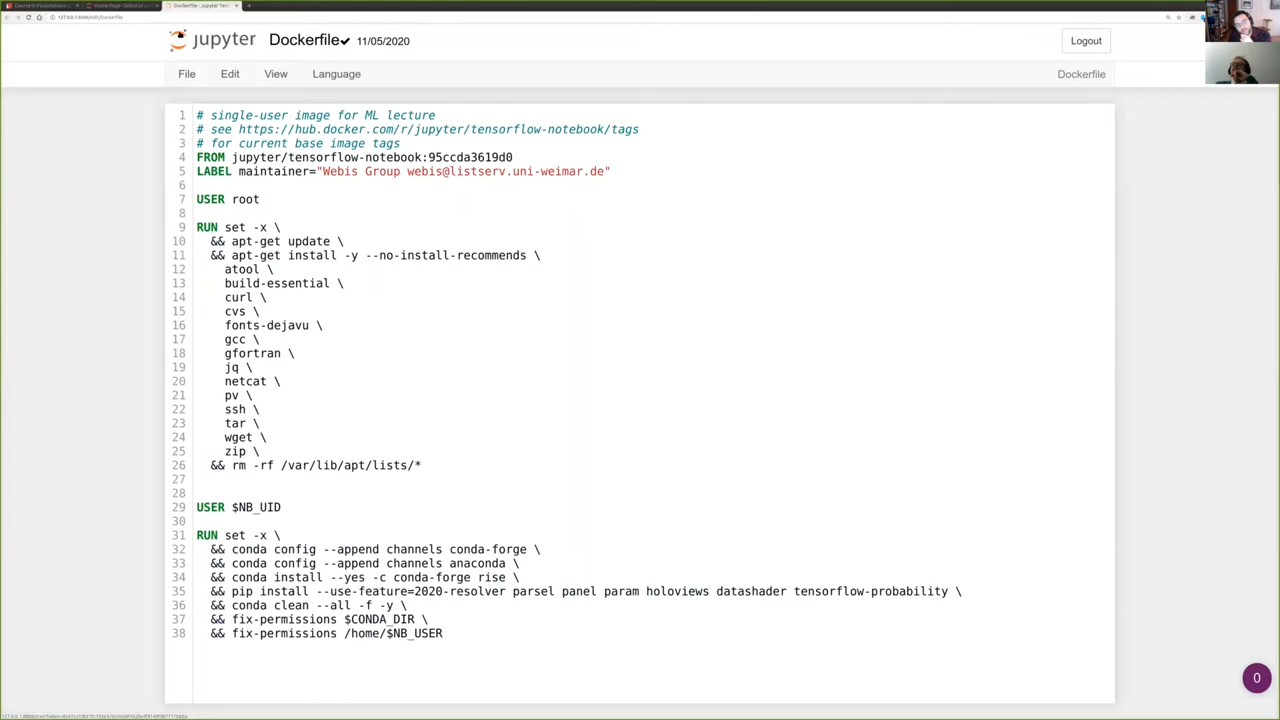 Dockerfile - Jupyter Tex
jupyter Dockerfile✔ 11/05/2020
Logout
File Edit View Language
Dockerfile
1 # single-user image for ML lecture
2 # see https://hub.docker.com/r/jupyter/tensorflow-notebook/tags
3 # for current base image tags
4 FROM jupyter/tensorflow-notebook:95ccda3619d0
5 LABEL maintainer="Webis Group webis@listserv.uni-weimar.de"
6
7 USER root
8
9 RUN set -x \
10 && apt-get update \
11 && apt-get install -y --no-install-recommends \
12 atool \
13 build-essential \
14 curl \
15 cvs \
16 fonts-dejavu \
17 gcc \
18 gfortran \
19 jq \
20 netcat \
21 pv \
22 ssh \
23 tar \
24 wget \
25 zip \
26 && rm -rf /var/lib/apt/lists/*
27
28
29 USER $NB_UID
30
31 RUN set -x \
32 && conda config --append channels conda-forge \
33 && conda config --append channels anaconda \
34 && conda install --yes -c conda-forge rise \
35 && pip install --use-feature=2020-resolver parsel panel param holoviews datashader tensorflow-probability \
36 && conda clean --all -f -y \
37 && fix-permissions $CONDA_DIR \
38 && fix-permissions /home/$NB_USER
0